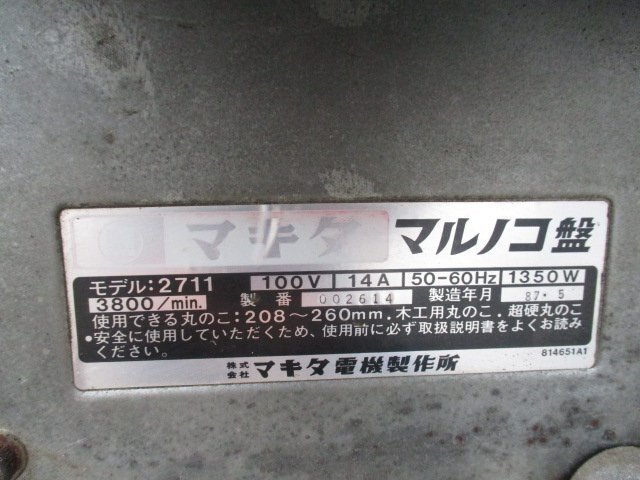 マキタ マルノコ盤
モデル:2711 100V 14A 50-60Hz 1350W
3800/min. 製番 002614 製造年月 87.5
使用できる丸のこ:208～260mm.木工用丸のこ.超硬丸のこ
•安全に使用していただくため、使用前に必ず取扱説明書をよくお読み
ください。
814651A1
株式会社 マキタ電機製作所